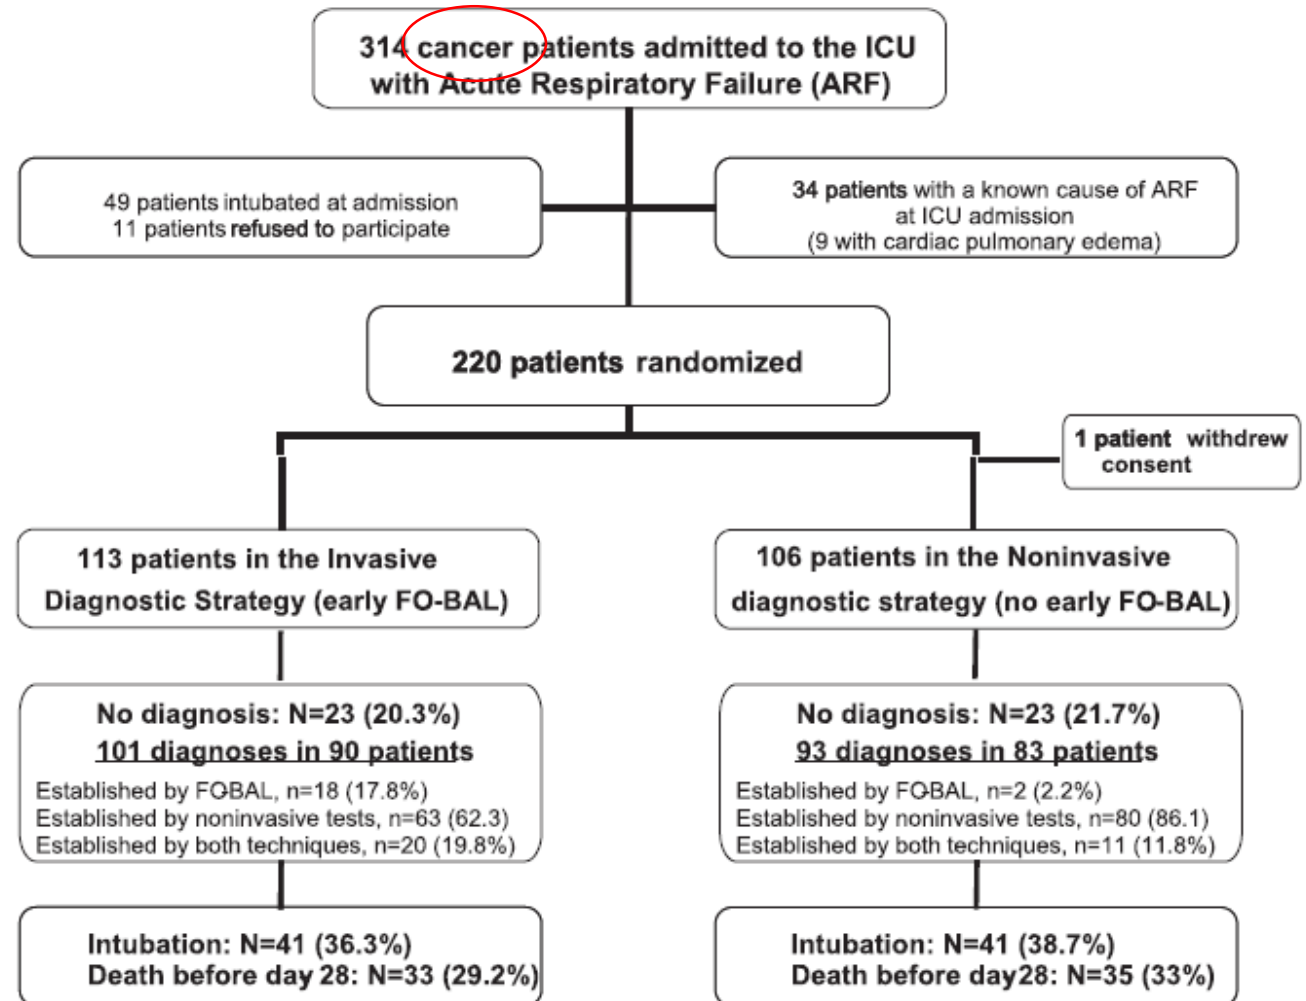 314 cancer patients admitted to the ICU
with Acute Respiratory Failure (ARF)
49 patients intubated at admission
11 patients refused to participate
34 patients with a known cause of ARF
at ICU admission
(9 with cardiac pulmonary edema)
220 patients randomized
1 patient withdrew
consent
113 patients in the Invasive
Diagnostic Strategy (early FO-BAL)
106 patients in the Noninvasive
diagnostic strategy (no early FO-BAL)
No diagnosis: N=23 (20.3%)
101 diagnoses in 90 patients
Established by FO-BAL, n=18 (17.8%)
Established by noninvasive tests, n=63 (62.3)
Established by both techniques, n=20 (19.8%)
No diagnosis: N=23 (21.7%)
93 diagnoses in 83 patients
Established by FO-BAL, n=2 (2.2%)
Established by noninvasive tests, n=80 (86.1)
Established by both techniques, n=11 (11.8%)
Intubation: N=41 (36.3%)
Death before day 28: N=33 (29.2%)
Intubation: N=41 (38.7%)
Death before day28: N=35 (33%)